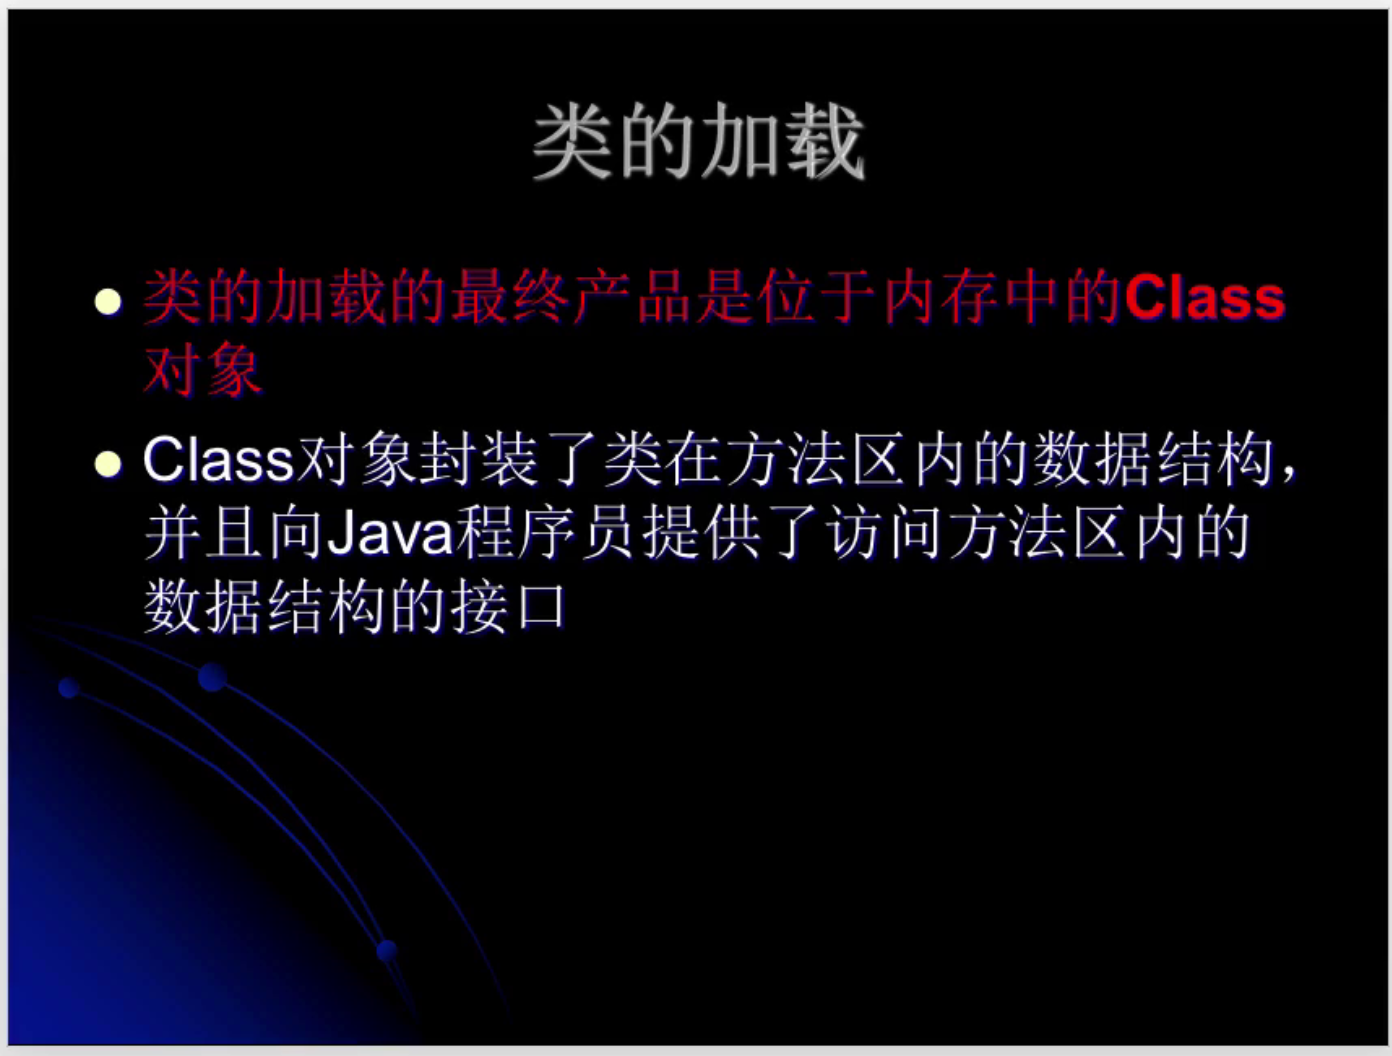 类的加载
类的加载的最终产品是位于内存中的Class
对象
Class对象封装了类在方法区内的数据结构，
并且向Java程序员提供了访问方法区内的
数据结构的接口